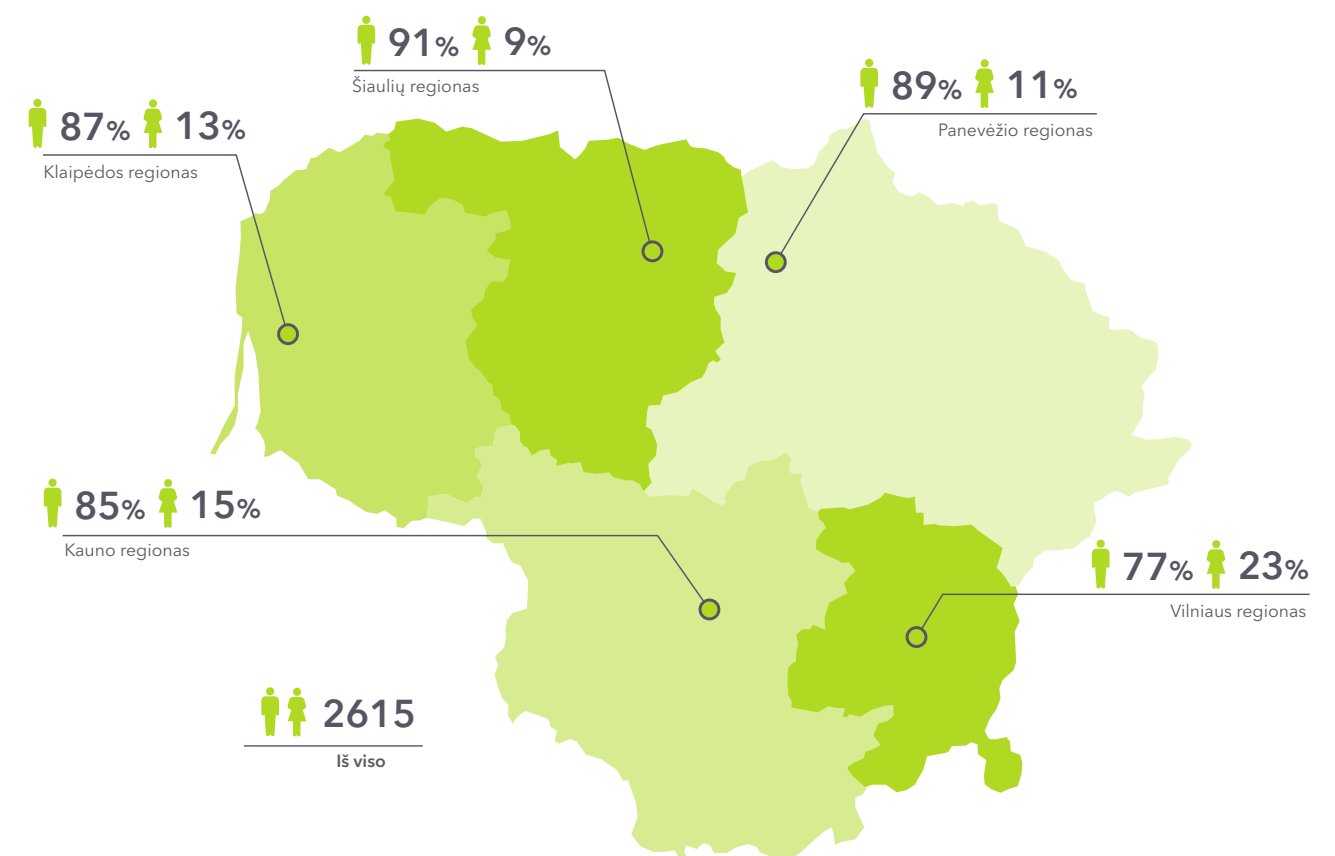 91% 9%
Šiaulių regionas
89% 11%
Panevėžio regionas
87% 13%
Klaipėdos regionas
85% 15%
Kauno regionas
77% 23%
Vilniaus regionas
2615
Iš viso